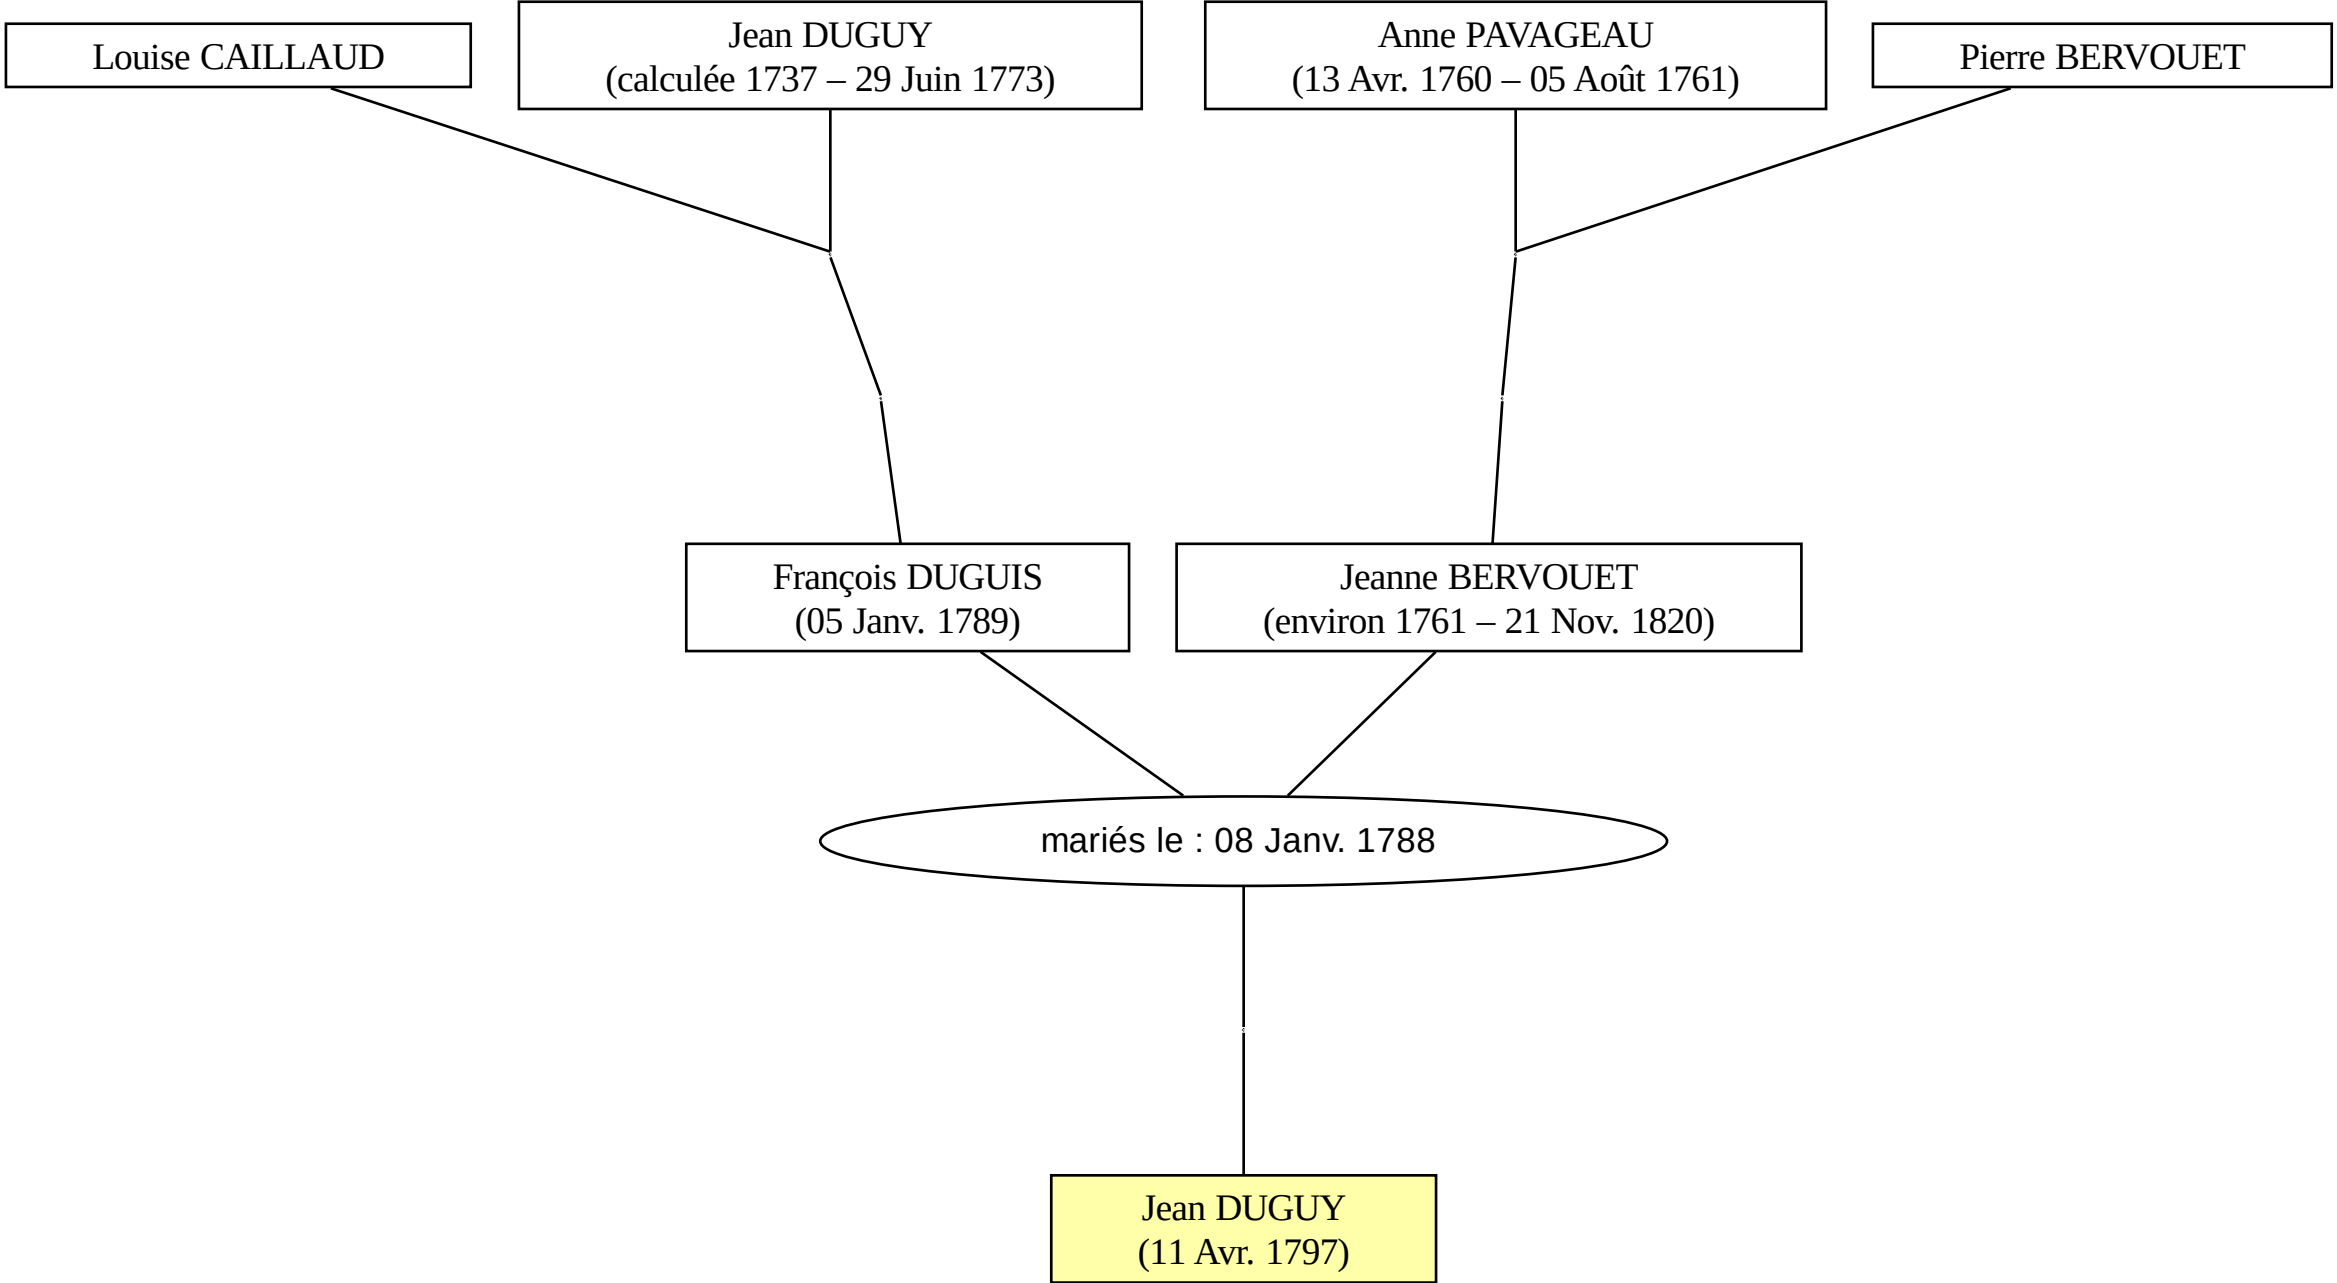 Louise CAILLAUD
Jean DUGUY
(calculée 1737 – 29 Juin 1773)
Anne PAVAGEAU
(13 Avr. 1760 – 05 Août 1761)
Pierre BERVOUET
François DUGUIS
(05 Janv. 1789)
Jeanne BERVOUET
(environ 1761 – 21 Nov. 1820)
mariés le : 08 Janv. 1788
Jean DUGUY
(11 Avr. 1797)